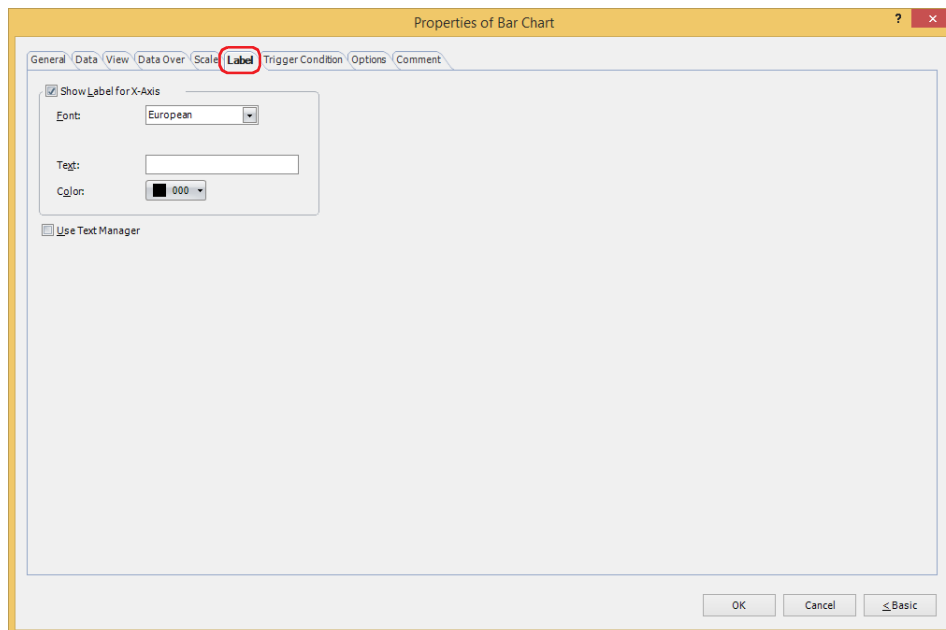 Properties of Bar Chart
?
General Data View Data Over Scale Label Trigger Condition Options Comment
Show Label for X-Axis
Font: European
Text:
Color: 000
Use Text Manager
OK Cancel < Basic